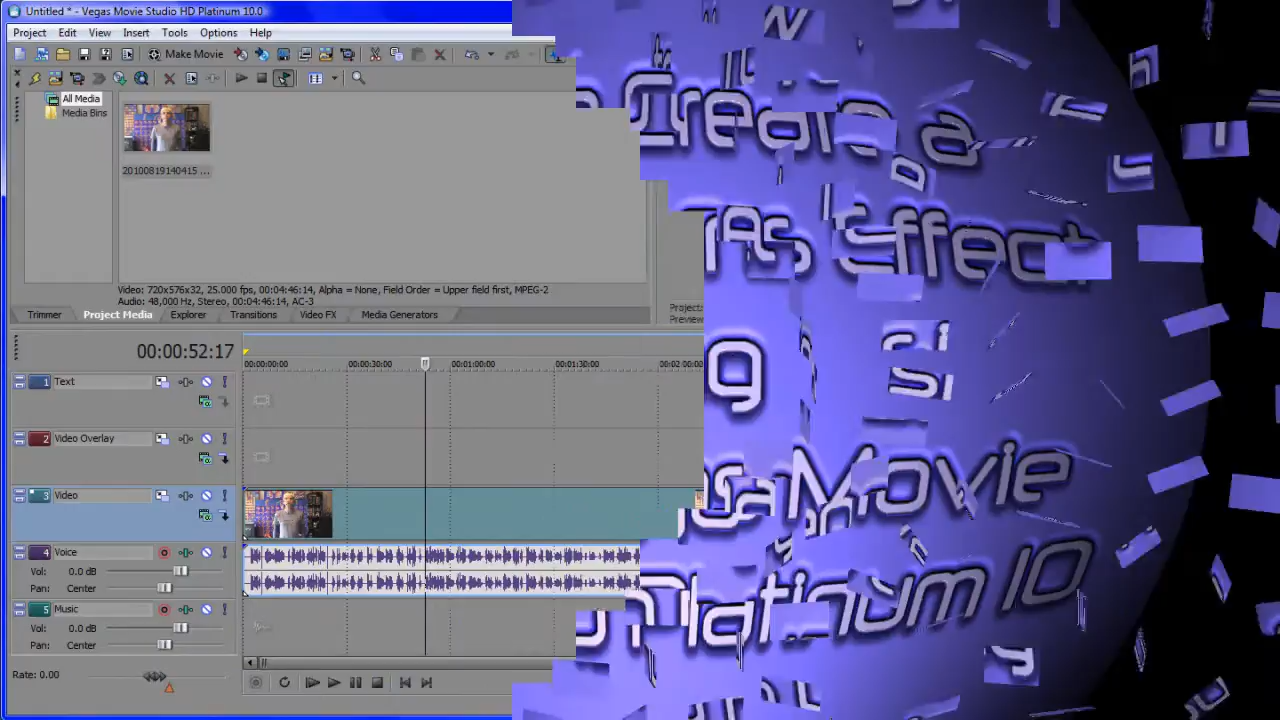 Untitled * - Vegas Movie Studio HD Platinum 10.0
Project Edit View Insert Tools Options Help
Make Movie
All Media
Media Bins
20100819140415 ...
Video: 720x576x32, 25.000 fps, 00:04:46:14, Alpha = None, Field Order = Upper field first, MPEG-2
Audio: 48,000 Hz, Stereo, 00:04:46:14, AC-3
Project:
Preview
Trimmer Project Media Explorer Transitions Video FX Media Generators
00:00:52:17
00:00:00:00 00:00:30:00 00:01:00:00 00:01:30:00 00:02:00:00
1 Text
2 Video Overlay
3 Video
4 Voice
Vol: 0.0 dB
Pan: Center
5 Music
Vol: 0.0 dB
Pan: Center
Rate: 0.00
Create a
Effect
Movie
Platinum 10